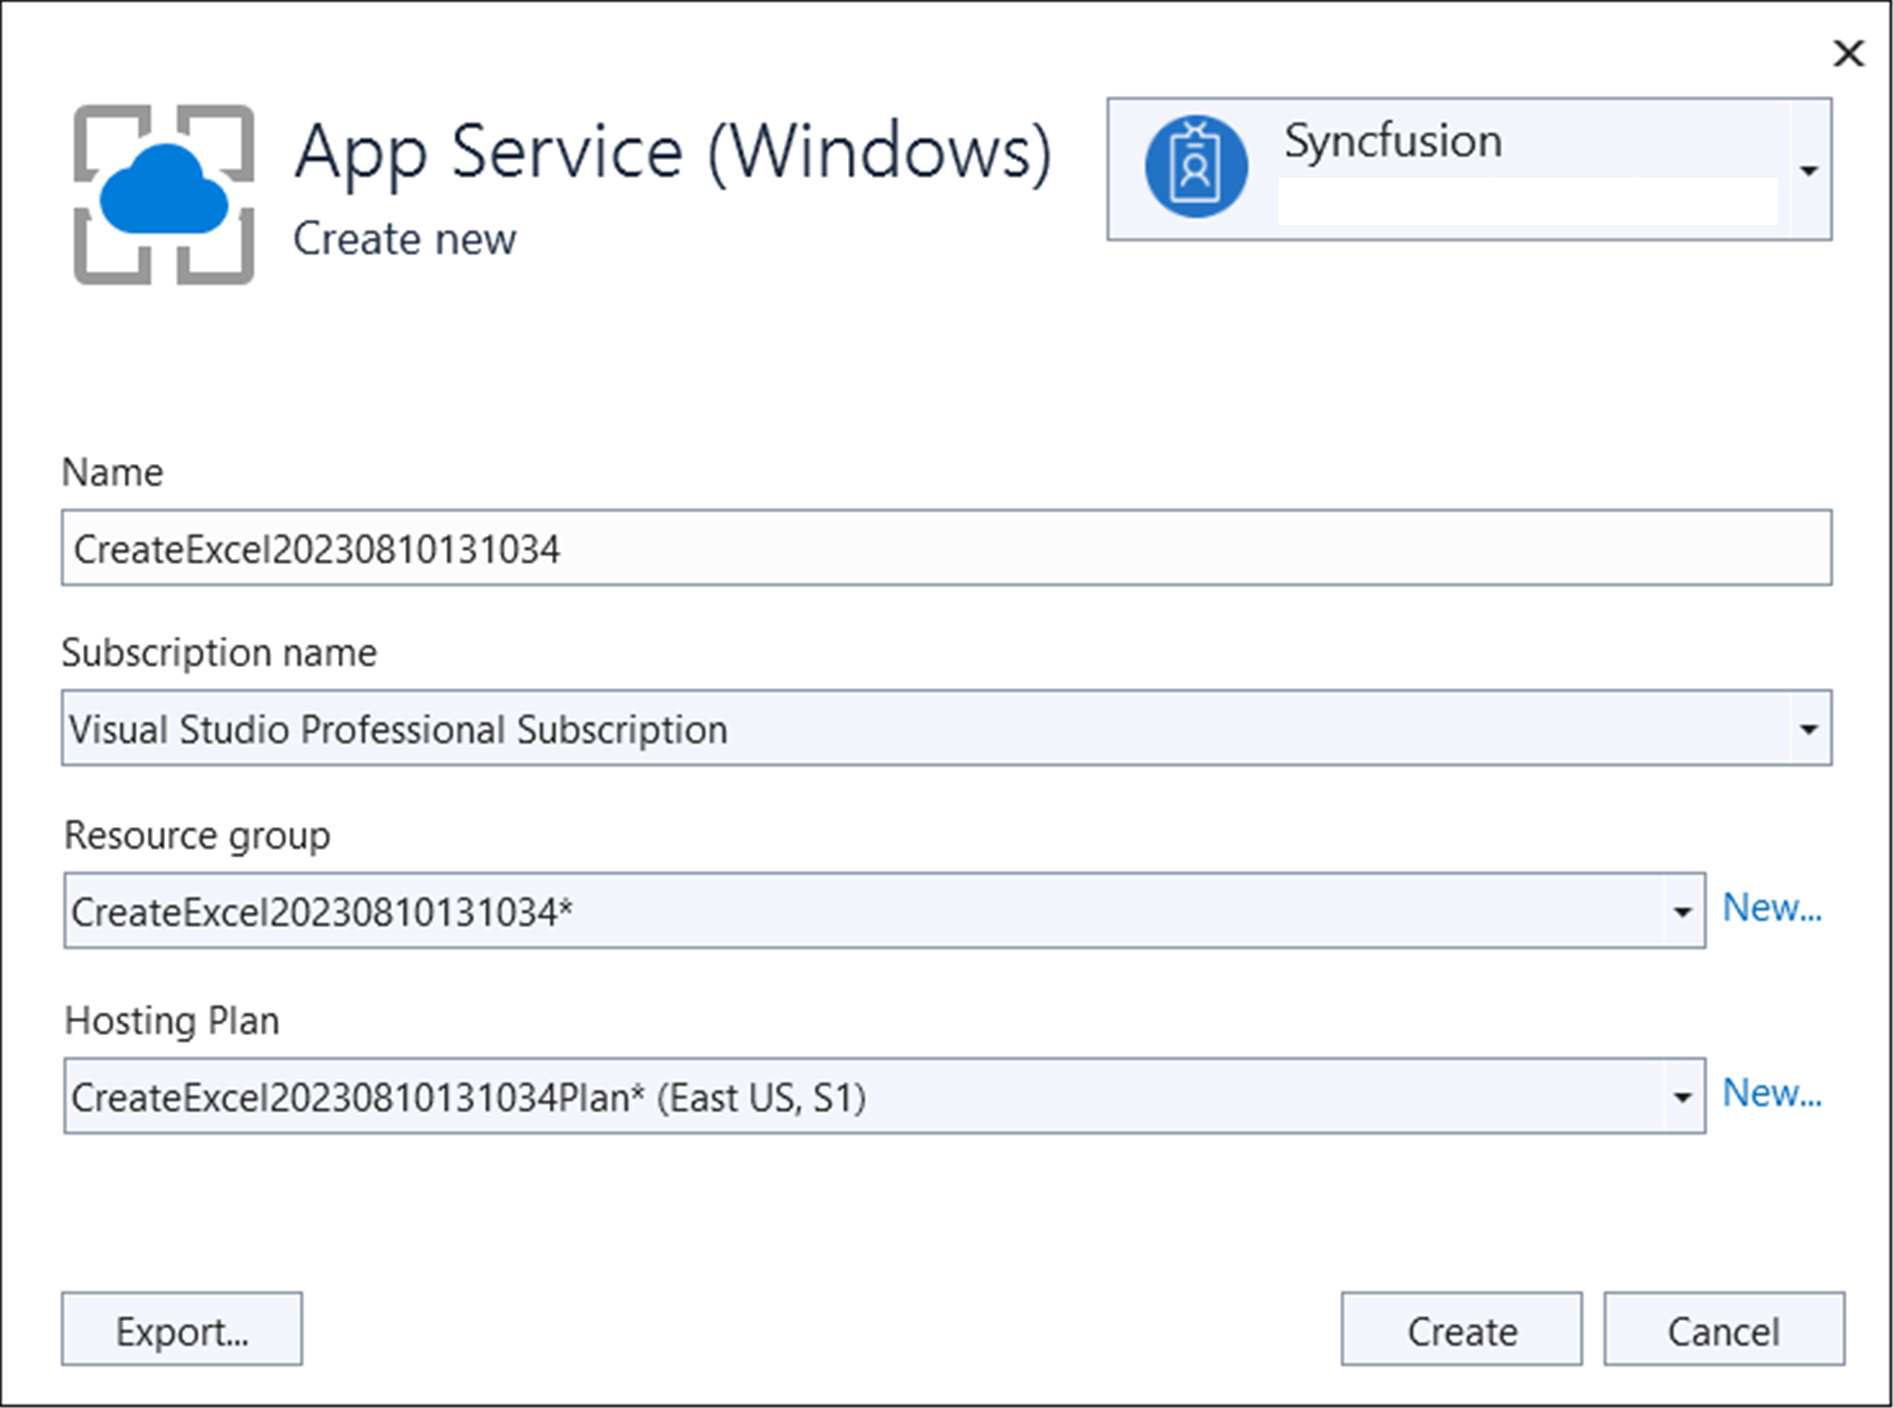 App Service (Windows)
Create new
Syncfusion
Name
CreateExcel20230810131034
Subscription name
Visual Studio Professional Subscription
Resource group
CreateExcel20230810131034*
New...
Hosting Plan
CreateExcel20230810131034Plan* (East US, S1)
New...
Export...
Create
Cancel